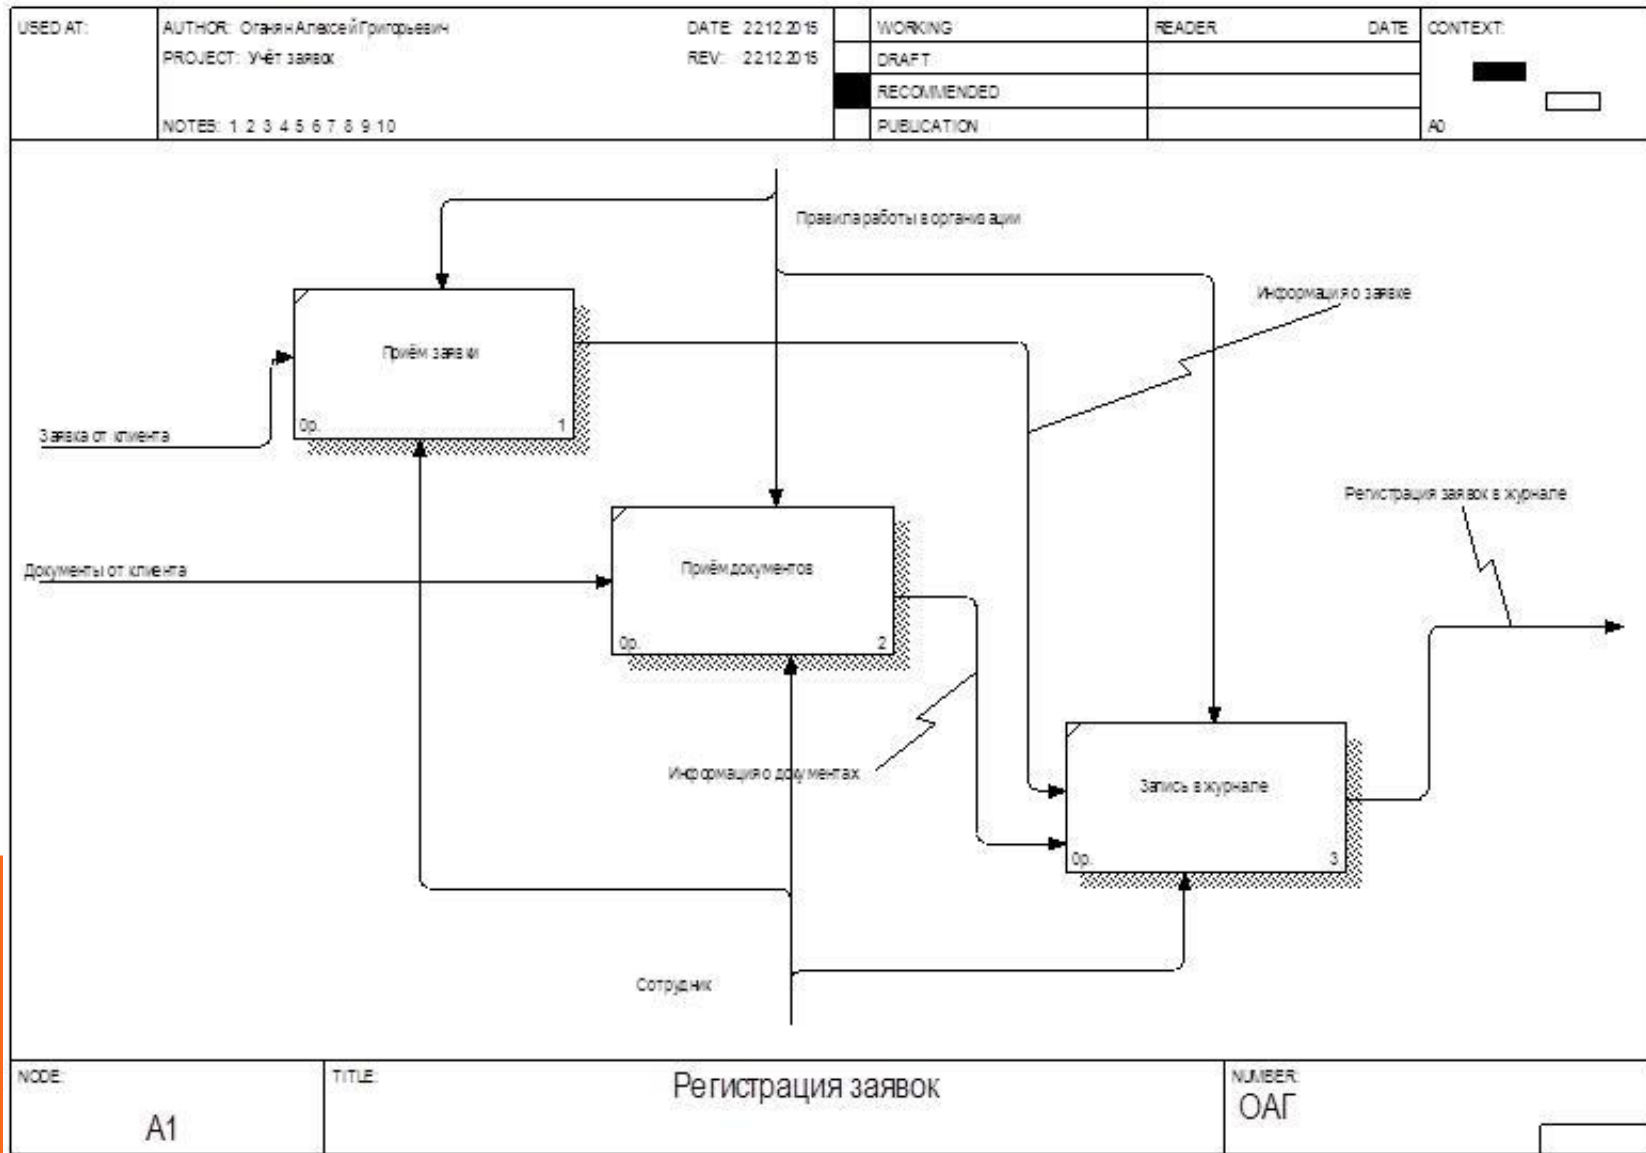 USED AT:
AUTHOR: Оганян Алексей Григорьевич
DATE: 22.12.2015
PROJECT: Учёт заявок
REV: 22.12.2015
NOTES: 1 2 3 4 5 6 7 8 9 10
WORKING
DRAFT
RECOMMENDED
PUBLICATION
READER
DATE
CONTEXT:
A0
Правила работы в организации
Информация о заявке
Приём заявки
0р.
1
Заявка от клиента
Регистрация заявок в журнале
Документы от клиента
Приём документов
0р.
2
Информация о документах
Запись в журнале
0р.
3
Сотрудник
NODE:
A1
TITLE:
Регистрация заявок
NUMBER:
ОАГ